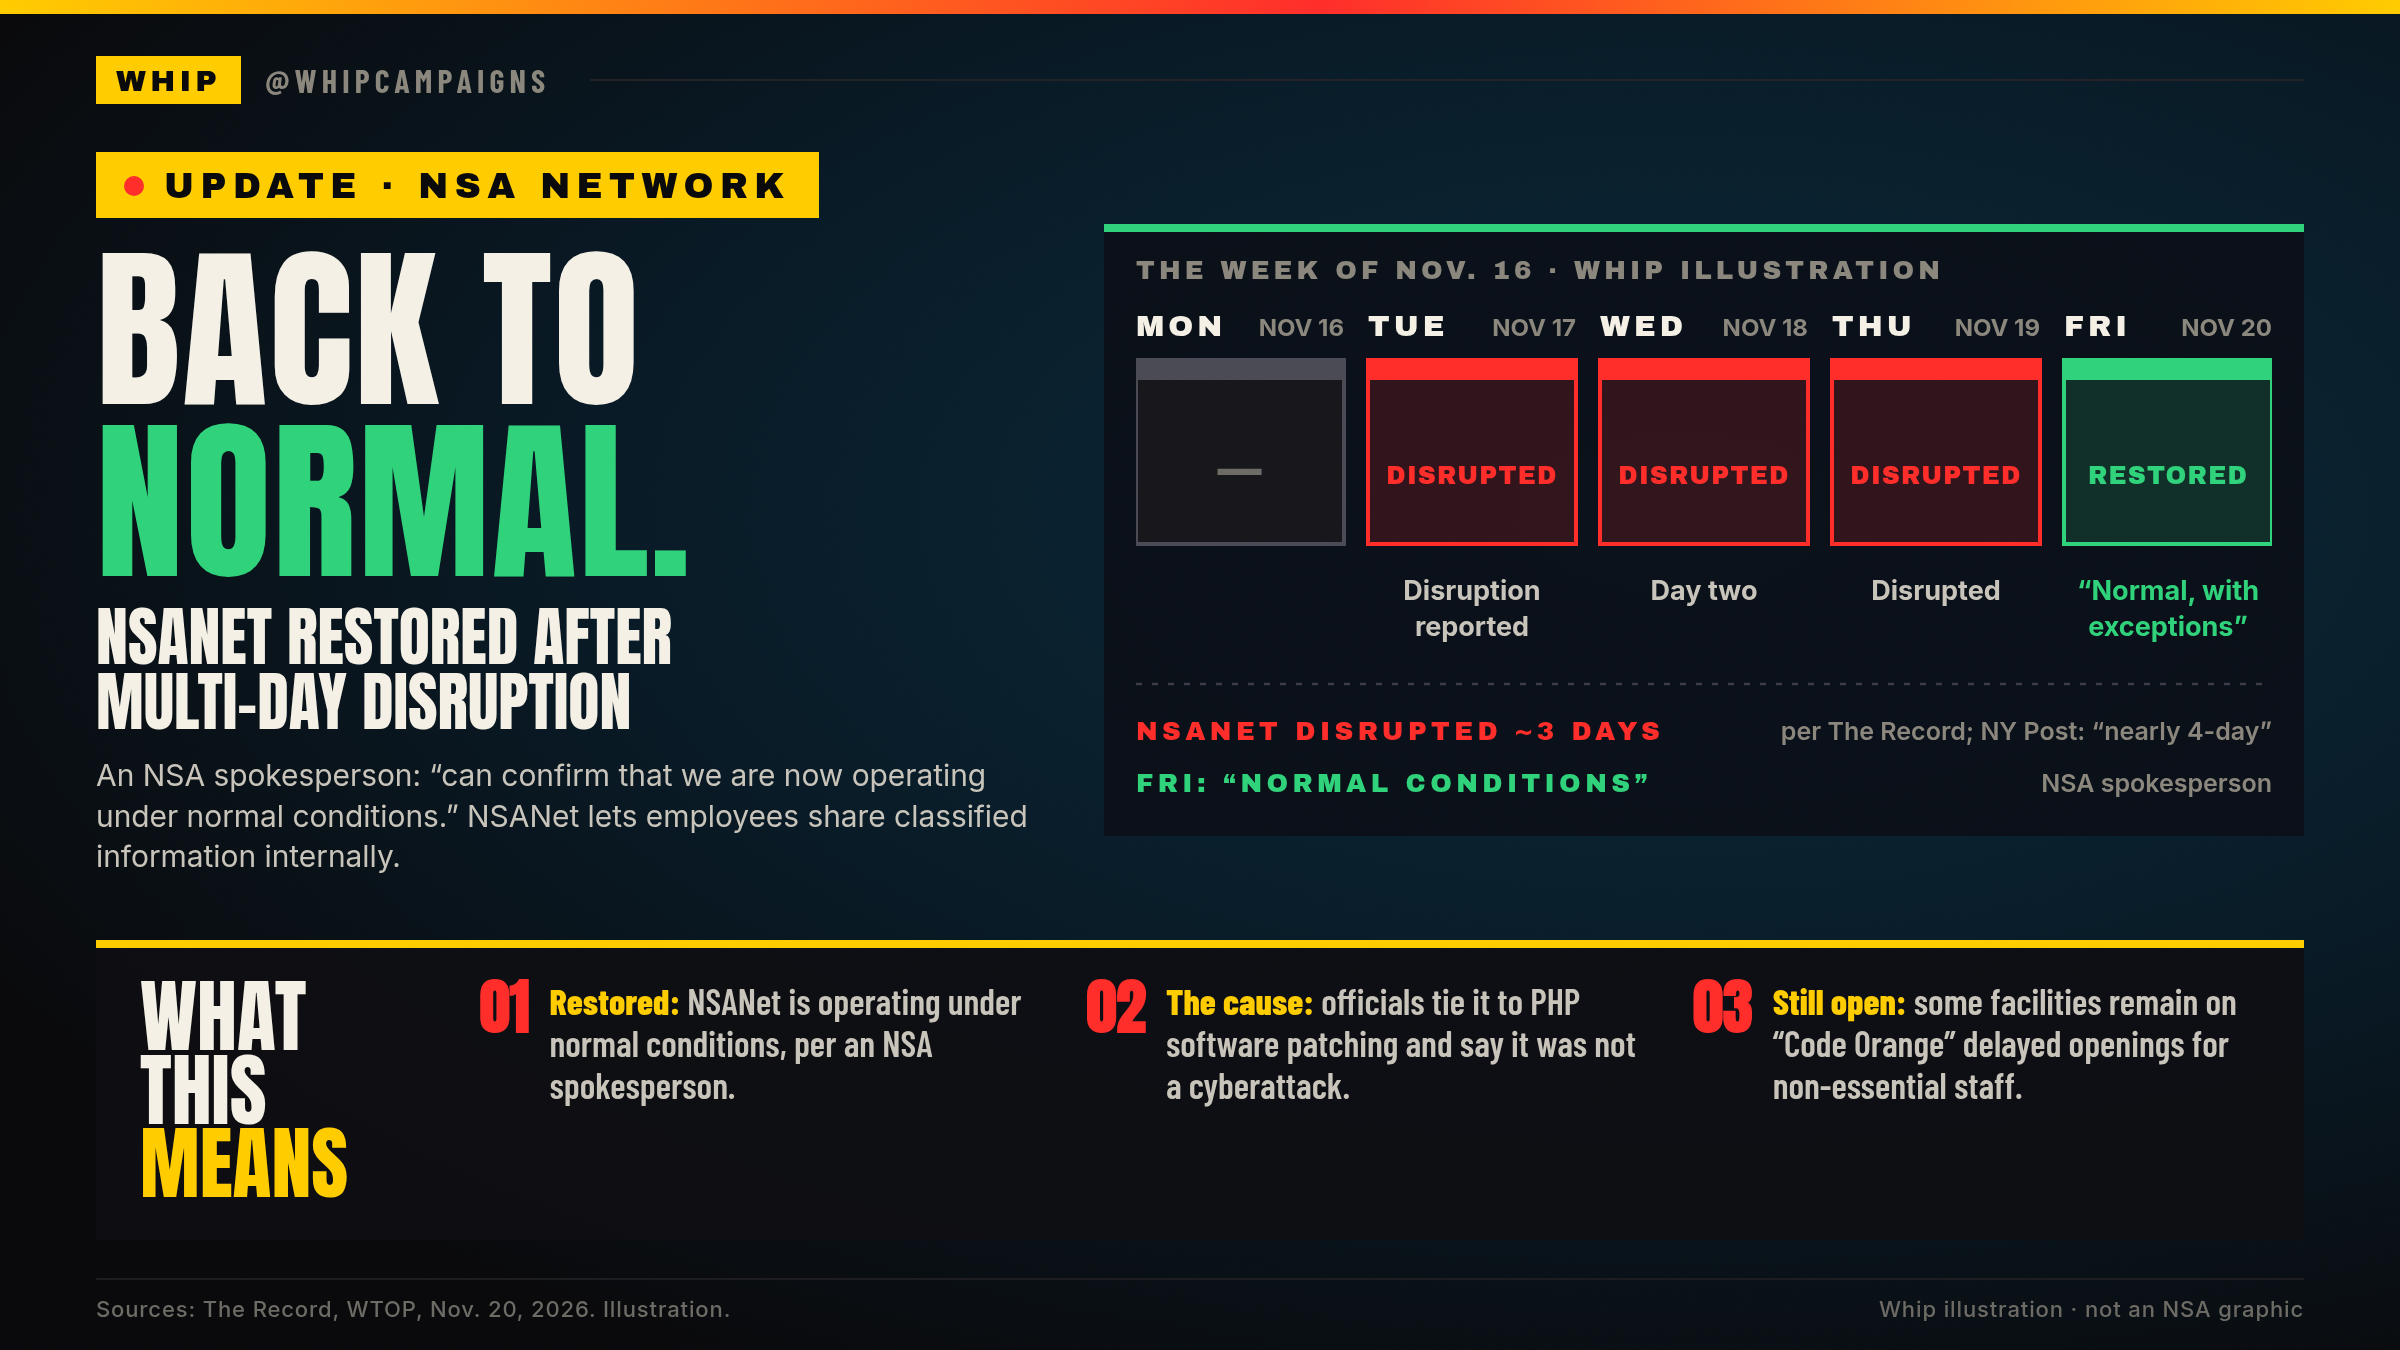 WHIP @WHIPCAMPAIGNS
UPDATE · NSA NETWORK
BACK TO
NORMAL.
NSANET RESTORED AFTER
MULTI-DAY DISRUPTION
An NSA spokesperson: “can confirm that we are now operating
under normal conditions.” NSANet lets employees share classified
information internally.
THE WEEK OF NOV. 16 · WHIP ILLUSTRATION
MON NOV 16 TUE NOV 17 WED NOV 18 THU NOV 19 FRI NOV 20
— DISRUPTED DISRUPTED DISRUPTED RESTORED
Disruption
reported
Day two
Disrupted
“Normal, with
exceptions”
NSANET DISRUPTED ~3 DAYS per The Record; NY Post: “nearly 4-day”
FRI: “NORMAL CONDITIONS” NSA spokesperson
WHAT
THIS
MEANS
01 Restored: NSANet is operating under
normal conditions, per an NSA
spokesperson.
02 The cause: officials tie it to PHP
software patching and say it was not
a cyberattack.
03 Still open: some facilities remain on
“Code Orange” delayed openings for
non-essential staff.
Sources: The Record, WTOP, Nov. 20, 2026. Illustration.
Whip illustration · not an NSA graphic